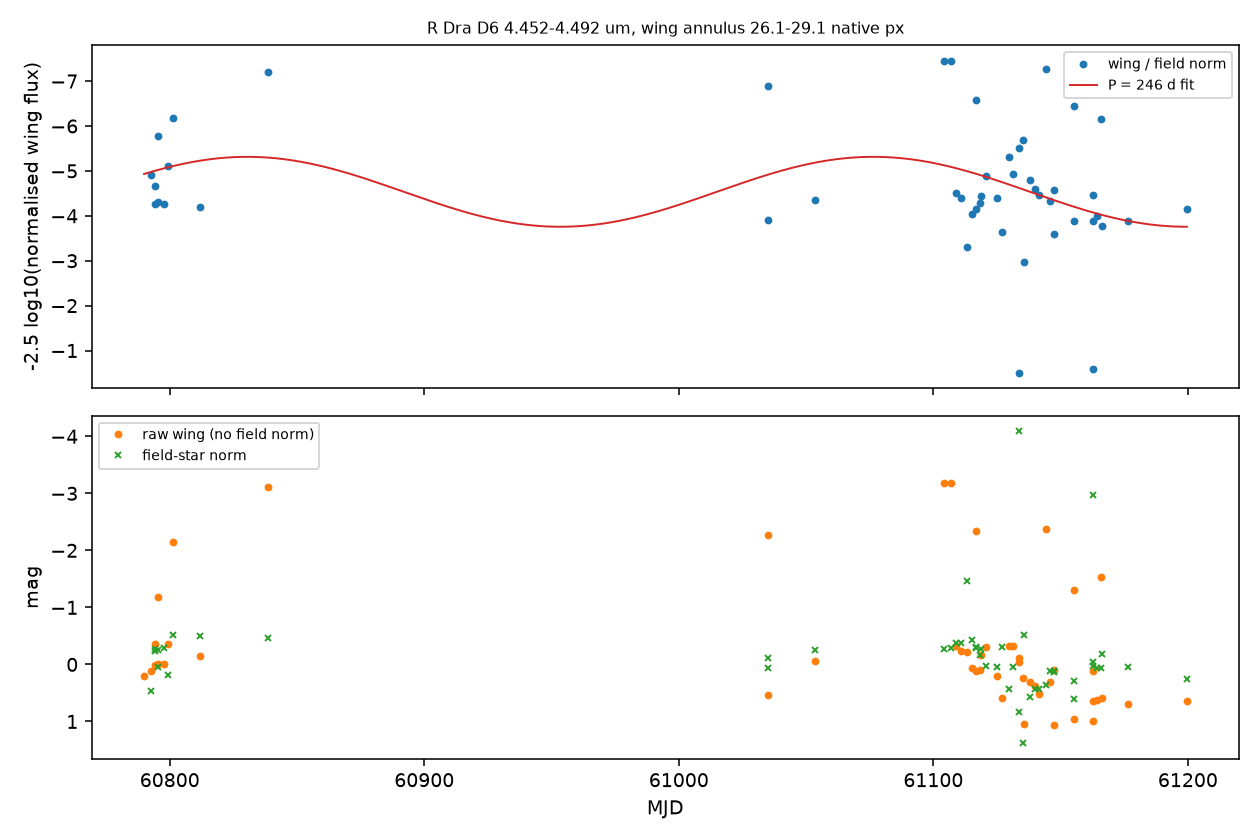 R Dra D6 4.452-4.492 um, wing annulus 26.1-29.1 native px
-2.5 log10(normalised wing flux)
−7
−6
−5
−4
−3
−2
−1
wing / field norm
P = 246 d fit
mag
−4
−3
−2
−1
0
1
raw wing (no field norm)
field-star norm
60800
60900
61000
61100
61200
MJD